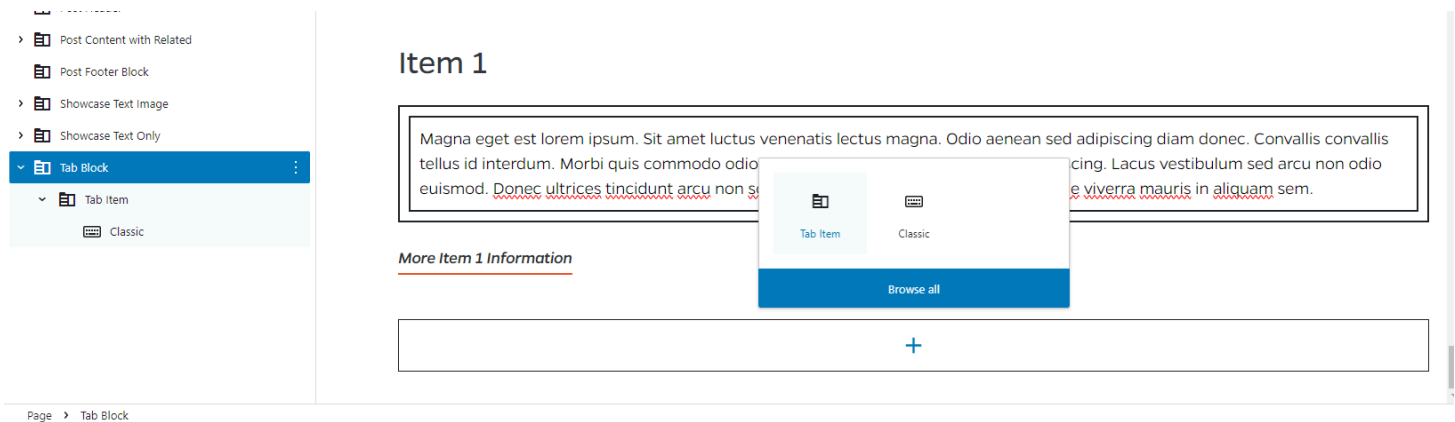 Post Content with Related
Post Footer Block
Showcase Text Image
Showcase Text Only
Tab Block
Tab Item
Classic
Item 1
Magna eget est lorem ipsum. Sit amet luctus venenatis lectus magna. Odio aenean sed adipiscing diam donec. Convallis convallis
tellus id interdum. Morbi quis commodo odio cing. Lacus vestibulum sed arcu non odio
euismod. Donec ultrices tincidunt arcu non viverra mauris in aliquam sem.
Tab Item
Classic
Browse all
More Item 1 Information
+
Page > Tab Block